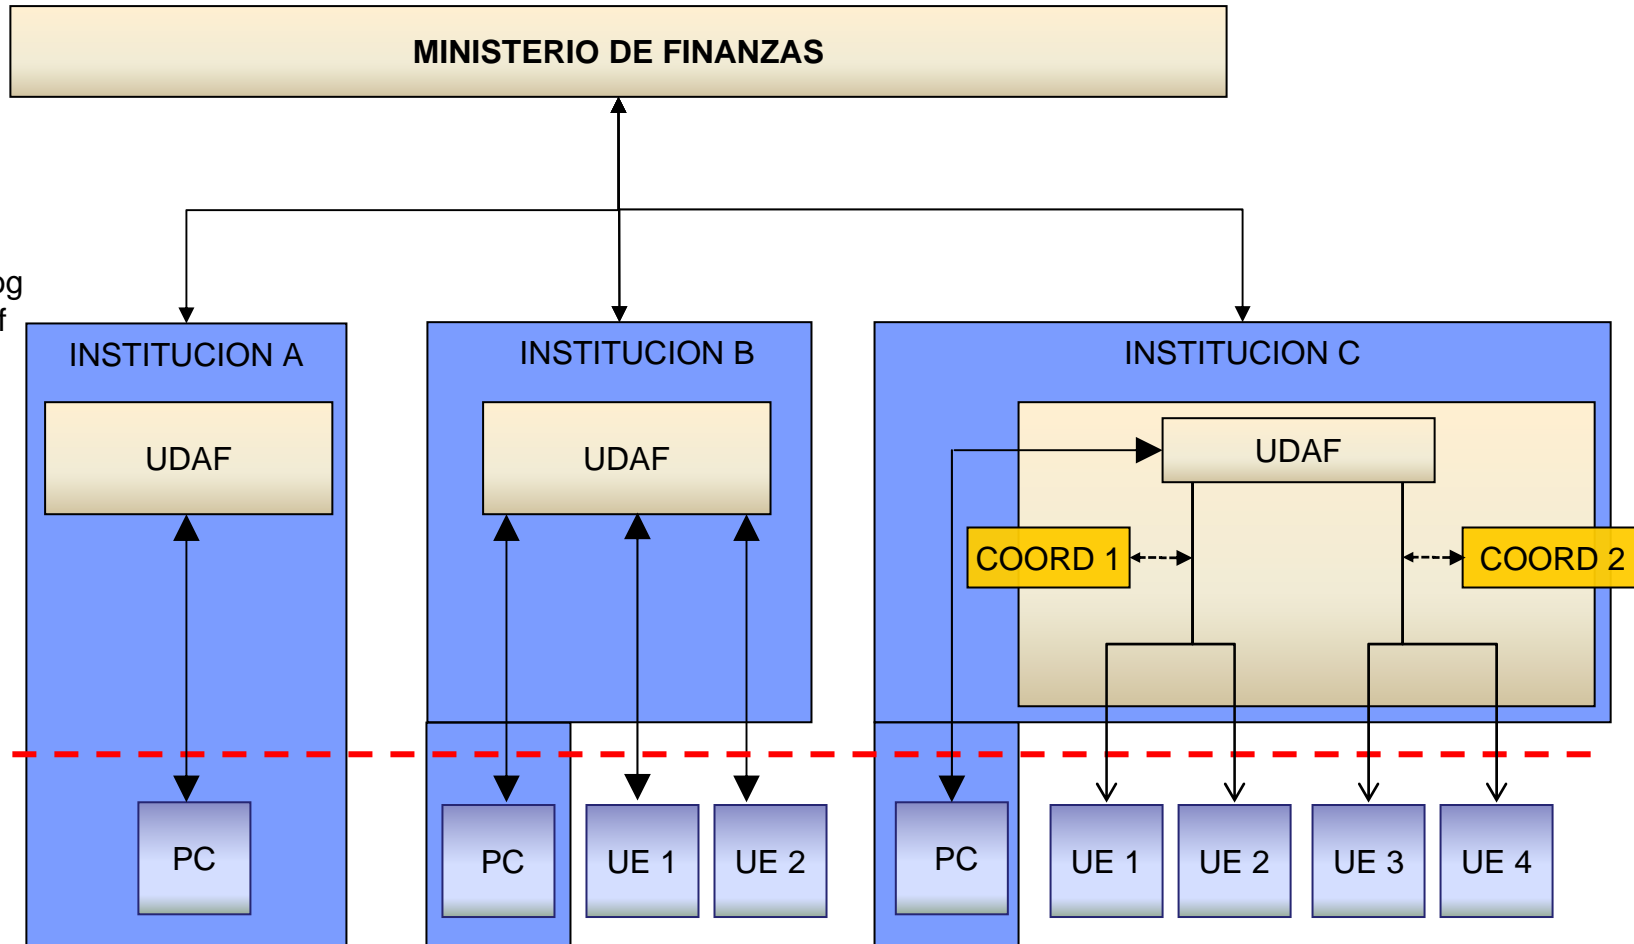 MINISTERIO DE FINANZAS
og
f
INSTITUCION A
INSTITUCION B
INSTITUCION C
UDAF
UDAF
UDAF
COORD 1
COORD 2
PC
PC
UE 1
UE 2
PC
UE 1
UE 2
UE 3
UE 4